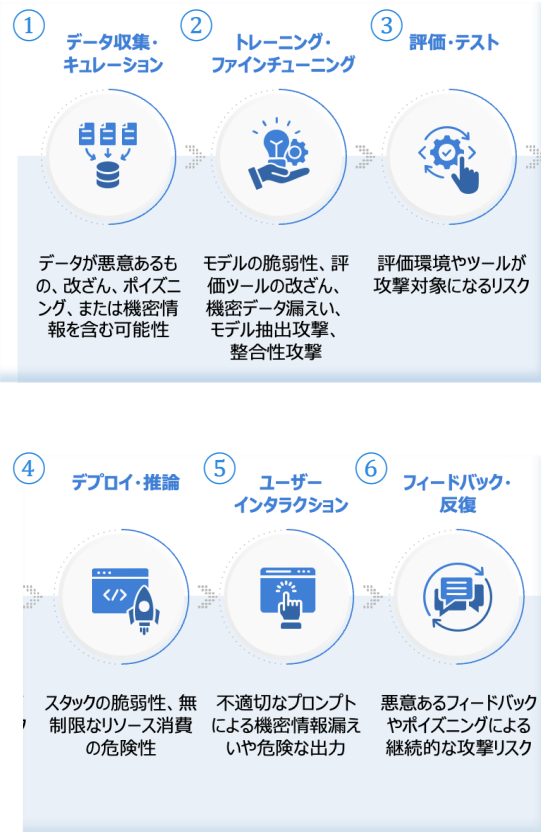 ①
データ収集・
キュレーション
データが悪意あるも
の、改ざん、ポイズニ
ング、または機密情
報を含む可能性
②
トレーニング・
ファインチューニング
モデルの脆弱性、評
価ツールの改ざん、
機密データ漏えい、
モデル抽出攻撃、
整合性攻撃
③
評価・テスト
評価環境やツールが
攻撃対象になるリスク
④
デプロイ・推論
</>
スタックの脆弱性、無
制限なリソース消費
の危険性
⑤
ユーザー
インタラクション
不適切なプロンプト
による機密情報漏え
いや危険な出力
⑥
フィードバック・
反復
悪意あるフィードバック
やポイズニングによる
継続的な攻撃リスク